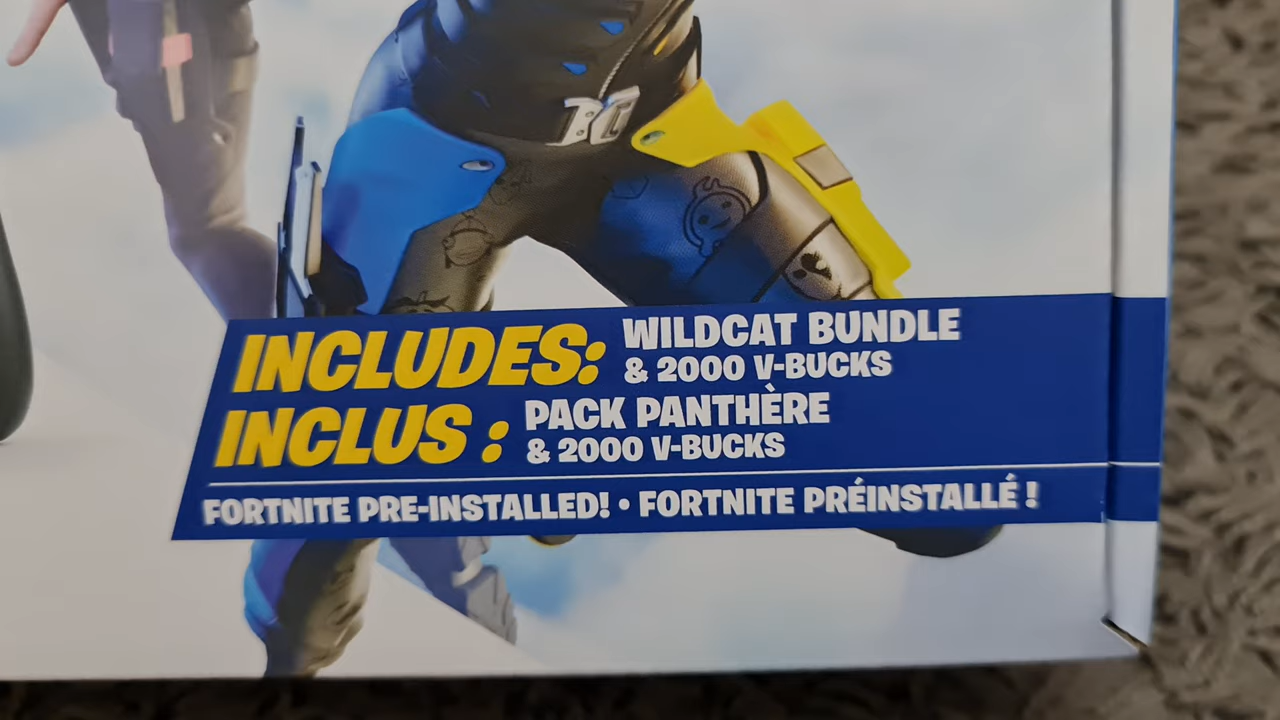 INCLUDES: WILDCAT BUNDLE
& 2000 V-BUCKS
INCLUS : PACK PANTHÈRE
& 2000 V-BUCKS
FORTNITE PRE-INSTALLED! • FORTNITE PRÉINSTALLÉ !